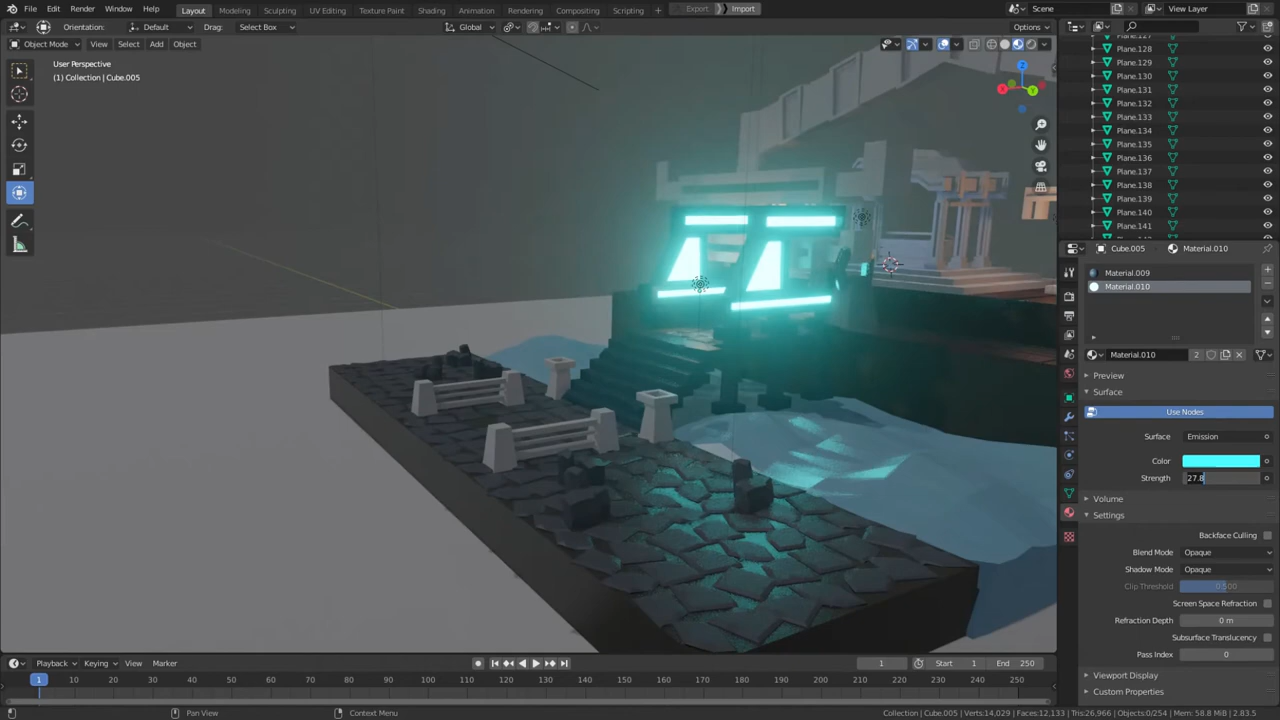 File Edit Render Window Help Layout Modeling Sculpting UV Editing Texture Paint Shading Animation Rendering Compositing Scripting + Export Import Scene View Layer
Orientation: Default Drag: Select Box Global Options
Object Mode View Select Add Object
User Perspective
(1) Collection | Cube.005
Z
X
Y
Plane.127
Plane.128
Plane.129
Plane.130
Plane.131
Plane.132
Plane.133
Plane.134
Plane.135
Plane.136
Plane.137
Plane.138
Plane.139
Plane.140
Plane.141
Cube.005 Material.010
Material.009
Material.010
Material.010 2
Preview
Surface
Use Nodes
Surface Emission
Color
Strength 27.8
Volume
Settings
Backface Culling
Blend Mode Opaque
Shadow Mode Opaque
Clip Threshold 0.500
Screen Space Refraction
Refraction Depth 0 m
Subsurface Translucency
Pass Index 0
Viewport Display
Custom Properties
Playback Keying View Marker 1 Start 1 End 250
1 10 20 30 40 50 60 70 80 90 100 110 120 130 140 150 160 170 180 190 200 210 220 230 240 250
Pan View Context Menu Collection | Cube.005 | Verts:14,029 | Faces:12,133 | Tris:26,966 | Objects:0/254 | Mem: 58.8 MiB | 2.83.5